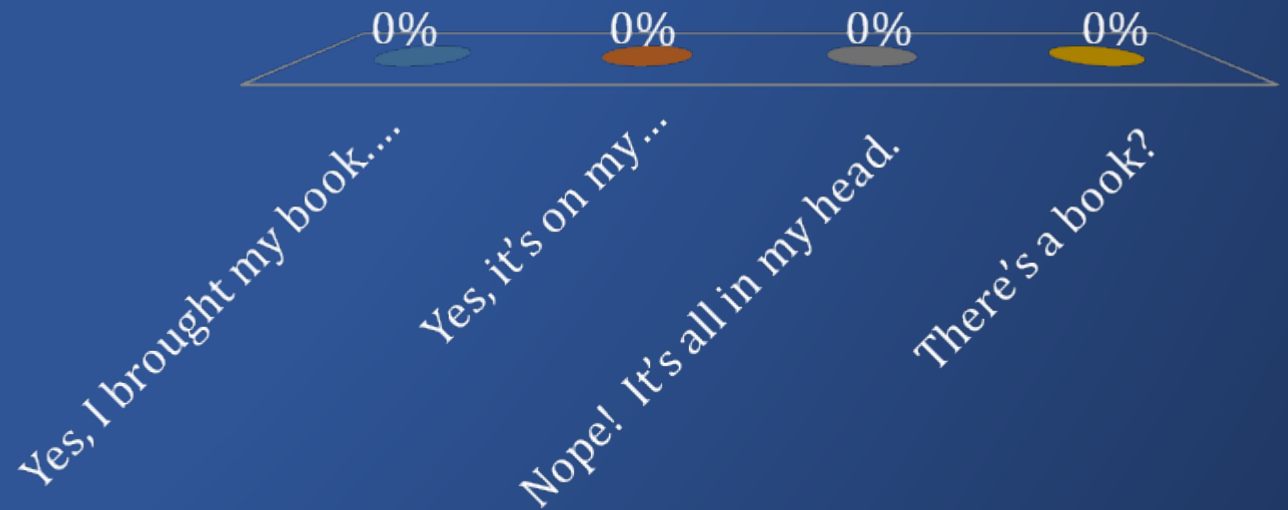 0% 0% 0% 0%
Yes, I brought my book....
Yes, it's on my...
Nope!  It's all in my head.
There's a book?